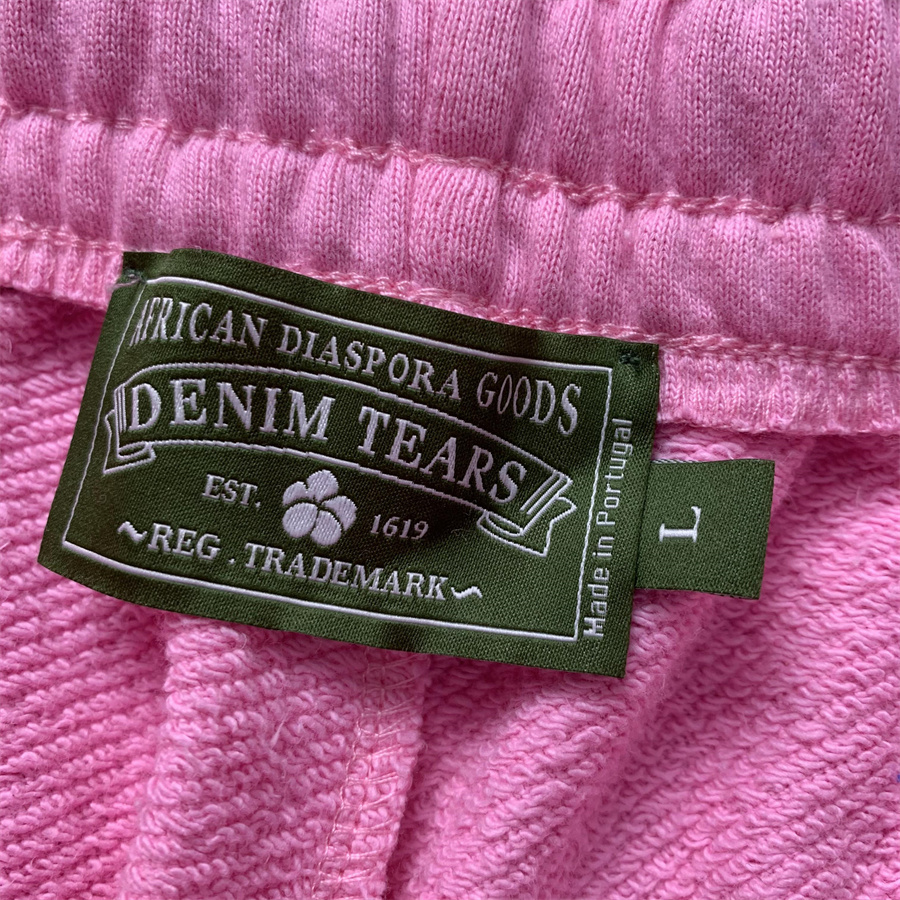 AFRICAN DIASPORA GOODS
DENIM TEARS
EST. 1619
~REG . TRADEMARK~
Made in Portugal
L